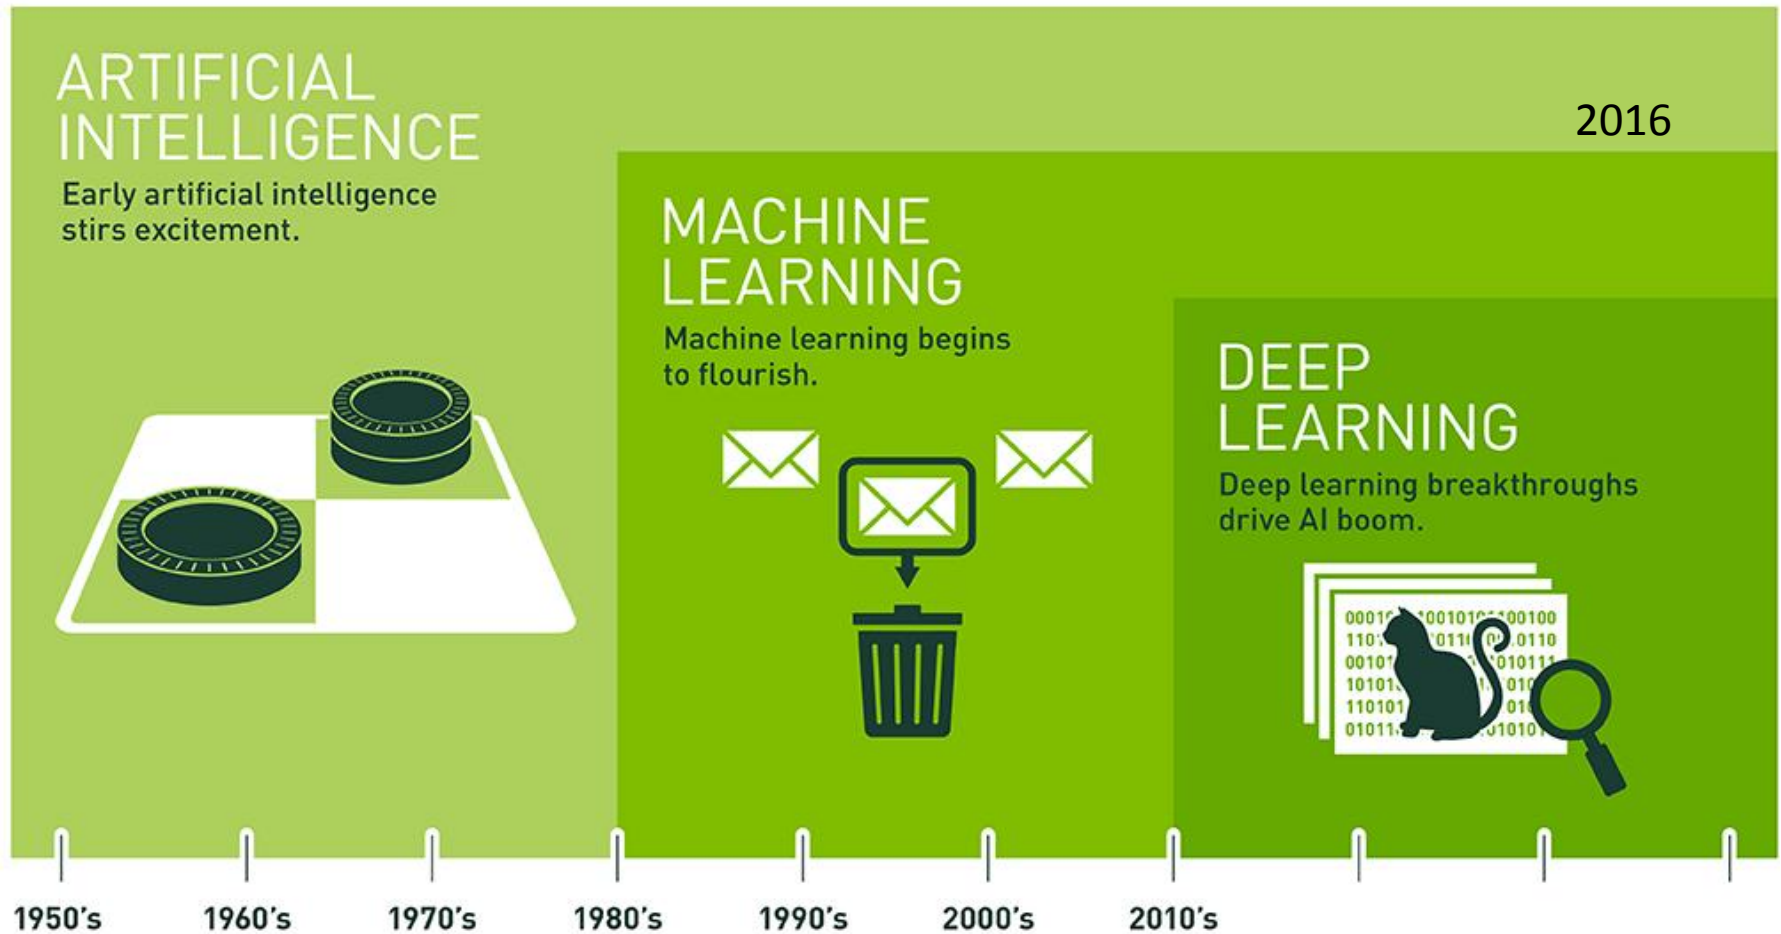 ARTIFICIAL
INTELLIGENCE
Early artificial intelligence
stirs excitement.
2016
MACHINE
LEARNING
Machine learning begins
to flourish.
DEEP
LEARNING
Deep learning breakthroughs
drive AI boom.
1950's
1960's
1970's
1980's
1990's
2000's
2010's